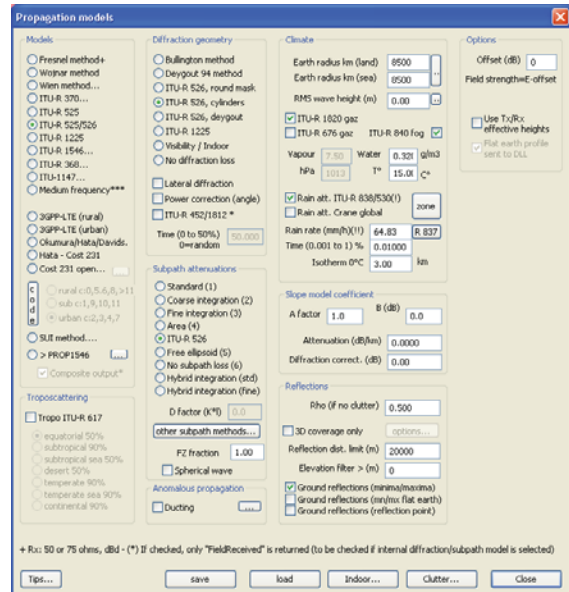 Propagation models
Models
Fresnel method+
Wojnar method
Wien method...
ITU-R 370...
ITU-R 525
ITU-R 525/526
ITU-R 1225
ITU-R 1546...
ITU-R 368...
ITU-1147...
Medium frequency***
3GPP-LTE (rural)
3GPP-LTE (urban)
Okumura/Hata/Davids.
Hata - Cost 231
Cost 231 open...
code
rural c:0,5,6,8,>11
sub c:1,9,10,11
urban c:2,3,4,7
SUI method....
> PROP1546 (....)
Composite output*
Troposcattering
Tropo ITU-R 617
equatorial 50%
subtropical 90%
subtropical sea 50%
desert 50%
temperate 90%
temperate sea 90%
continental 90%
Diffraction geometry
Bullington method
Deygout 94 method
ITU-R 526, round mask
ITU-R 526, cylinders
ITU-R 526, deygout
ITU-R 1225
Visibility / Indoor
No diffraction loss
Lateral diffraction
Power correction (angle)
ITU-R 452/1812 *
Time (0 to 50%) 50.000
0=random
Subpath attenuations
Standard (1)
Coarse integration (2)
Fine integration (3)
Area (4)
ITU-R 526
Free ellipsoid (5)
No subpath loss (6)
Hybrid integration (std)
Hybrid integration (fine)
D factor (K*l) 0.0
other subpath methods...
FZ fraction 1.00
Spherical wave
Anomalous propagation
Ducting ....
Climate
Earth radius km (land) 8500 ..
Earth radius km (sea) 8500
RMS wave height (m) 0.00 ..
ITU-R 1820 gaz
ITU-R 676 gaz ITU-R 840 fog
Vapour 7.50 Water 0.32( g/m3
hPa 1013 T° 15.0( C°
Rain att. ITU-R 838/530(!)
Rain att. Crane global
zone
Rain rate (mm/h)(!!) 64.83 R 837
Time (0.001 to 1) % 0.01000
Isotherm 0°C 3.00 km
Slope model coefficient
A factor 1.0 B (dB) 0.0
Attenuation (dB/km) 0.0000
Diffraction correct. (dB) 0.00
Reflections
Rho (if no clutter) 0.500
3D coverage only options...
Reflection dist. limit (m) 20000
Elevation filter > (m) 0
Ground reflections (minima/maxima)
Ground reflections (mn/mx flat earth)
Ground reflections (reflection point)
Options
Offset (dB) 0
Field strength=E-offset
Use Tx/Rx effective heights
Flat earth profile sent to DLL
+ Rx: 50 or 75 ohms, dBd - (*) If checked, only "FieldReceived" is returned (to be checked if internal diffraction/subpath model is selected)
Tips...
save
load
Indoor...
Clutter...
Close